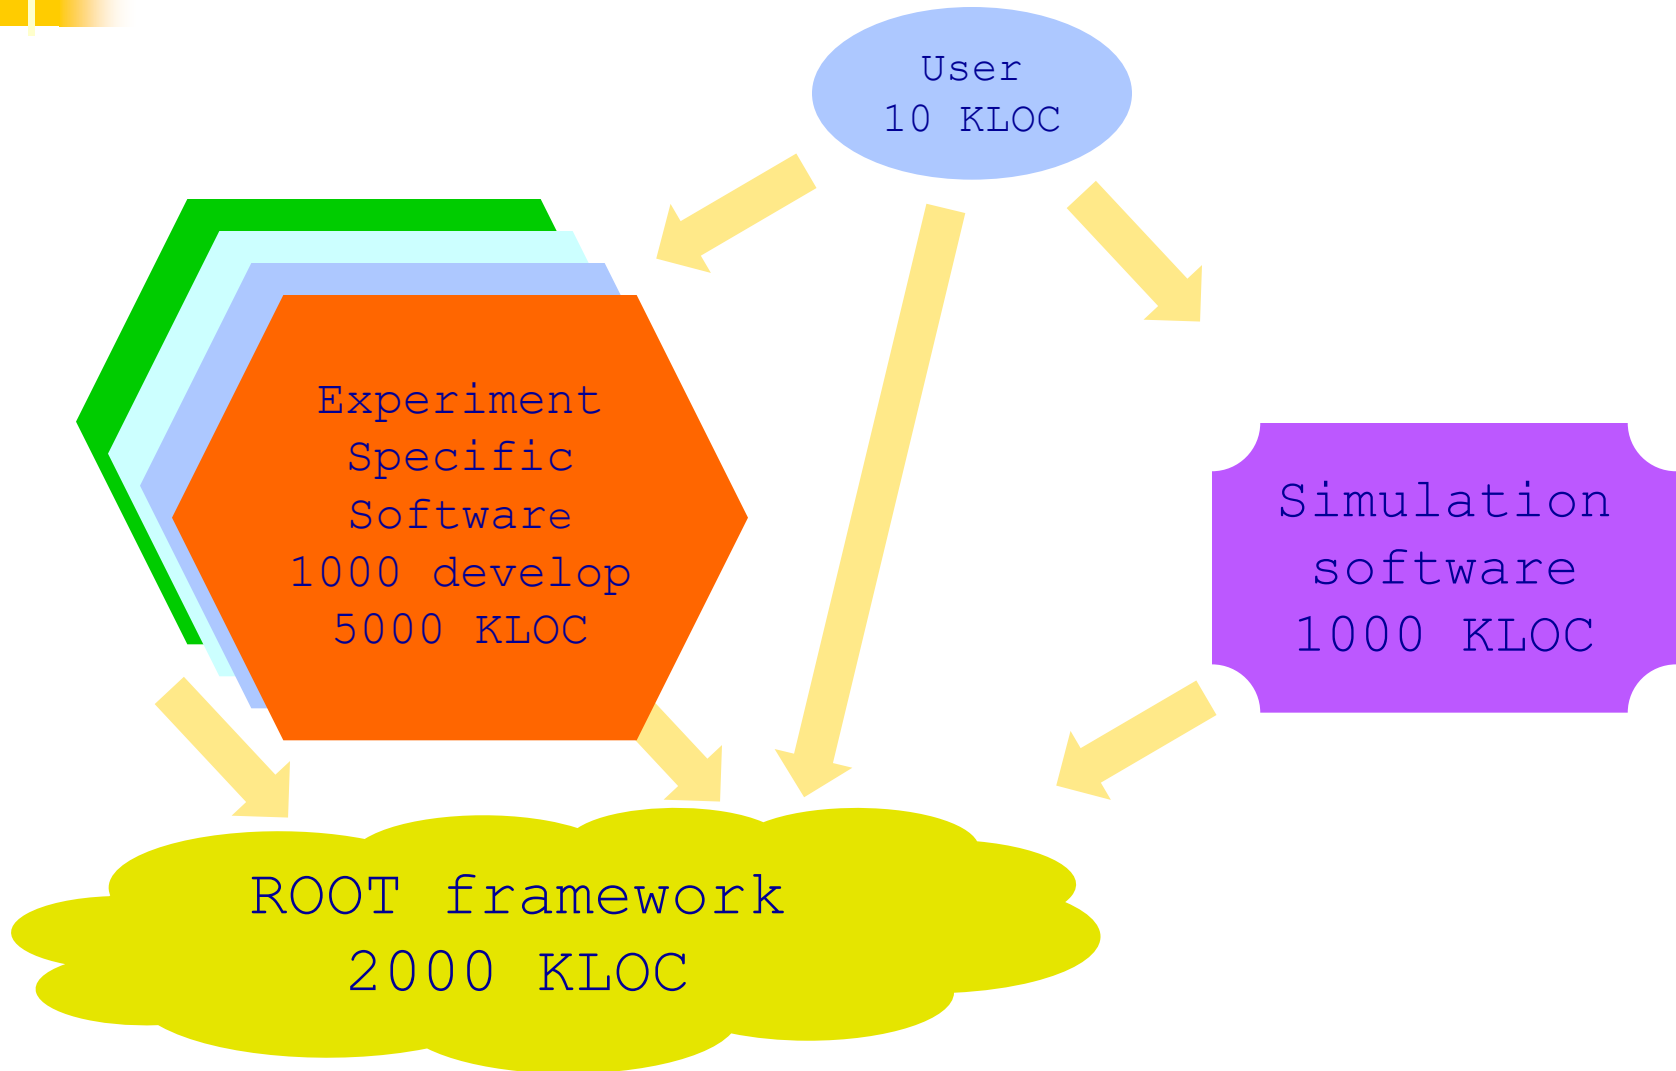 User
10 KLOC
Experiment
Specific
Software
1000 develop
5000 KLOC
Simulation
software
1000 KLOC
ROOT framework
2000 KLOC